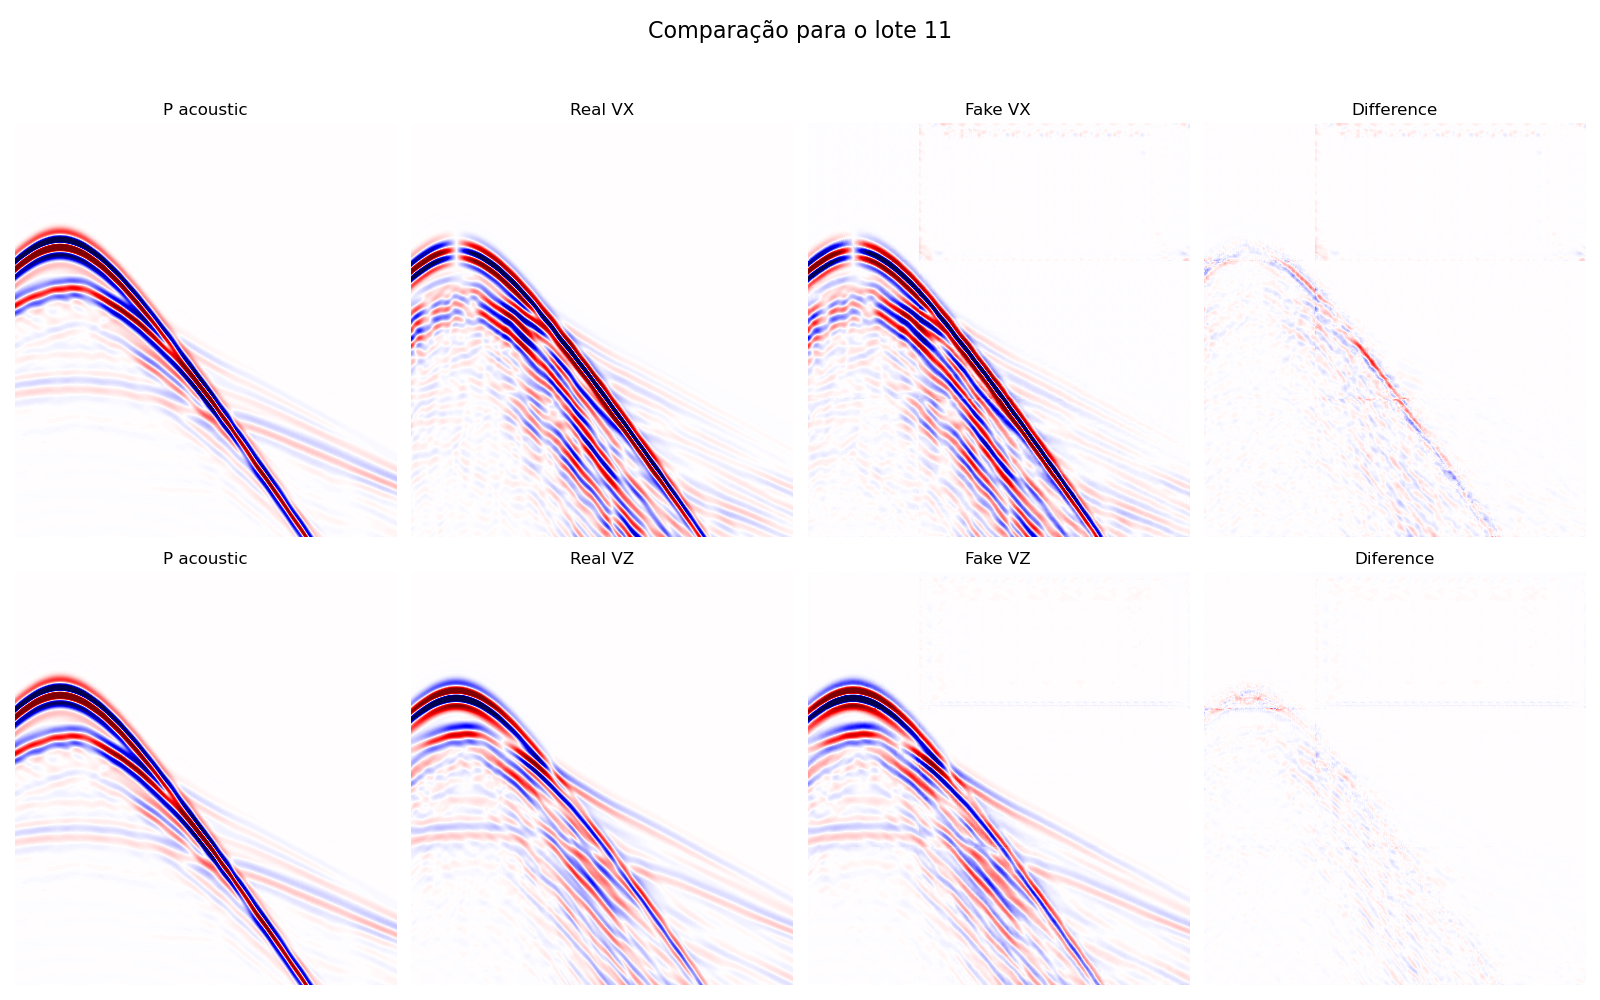 Comparação para o lote 11
P acoustic
Real VX
Fake VX
Difference
P acoustic
Real VZ
Fake VZ
Diference